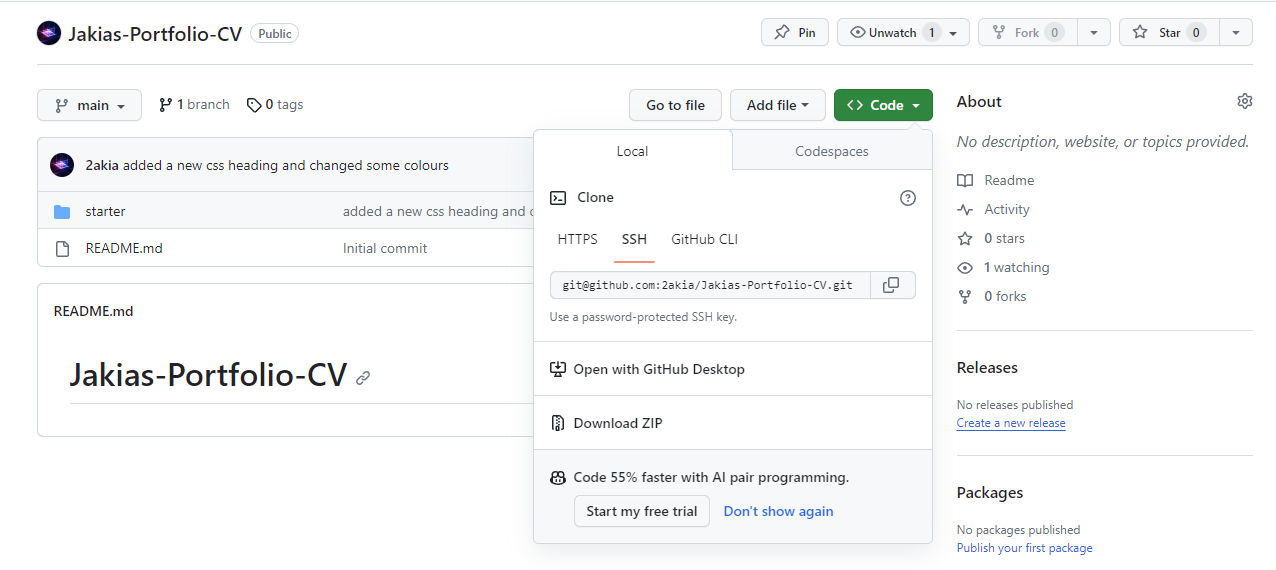 Jakias-Portfolio-CV Public
Pin
Unwatch 1
Fork 0
Star 0
main
1 branch
0 tags
Go to file
Add file
Code
2akia added a new css heading and changed some colours
starter
added a new css heading and c
README.md
Initial commit
README.md
Jakias-Portfolio-CV
Local
Codespaces
Clone
HTTPS
SSH
GitHub CLI
git@github.com:2akia/Jakias-Portfolio-CV.git
Use a password-protected SSH key.
Open with GitHub Desktop
Download ZIP
Code 55% faster with AI pair programming.
Start my free trial
Don't show again
About
No description, website, or topics provided.
Readme
Activity
0 stars
1 watching
0 forks
Releases
No releases published
Create a new release
Packages
No packages published
Publish your first package